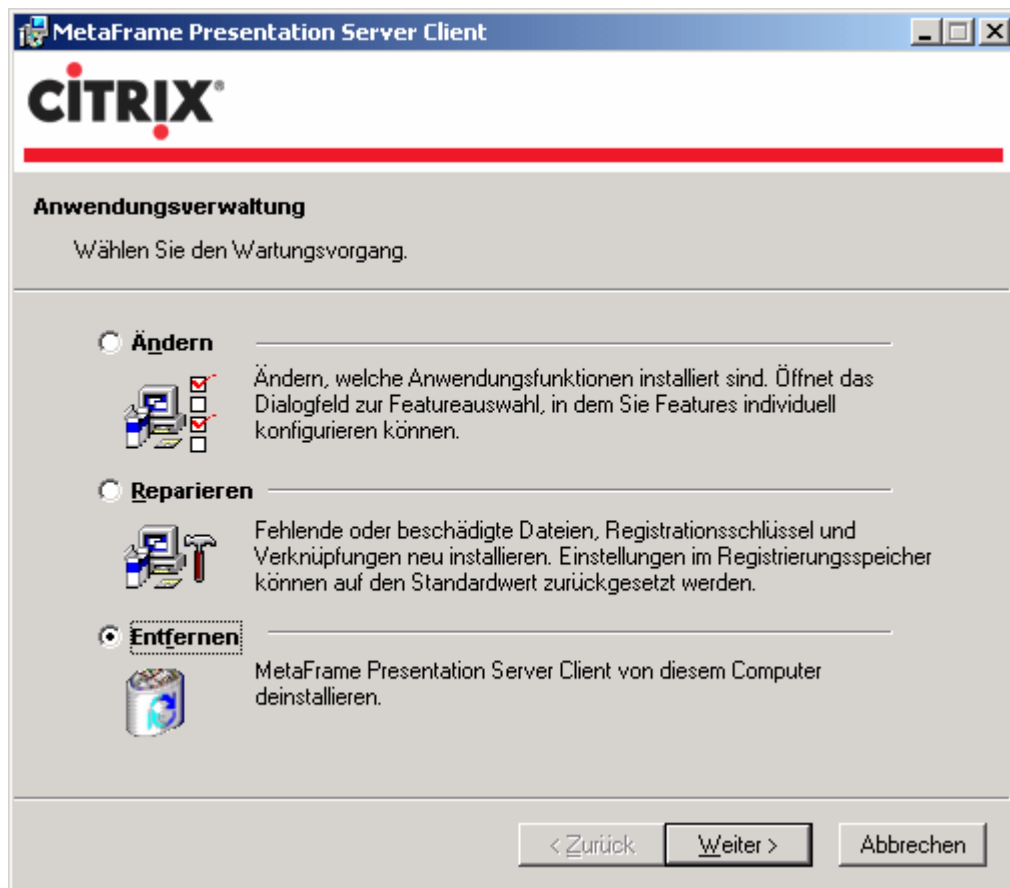 MetaFrame Presentation Server Client
CİTRIX®
Anwendungsverwaltung
Wählen Sie den Wartungsvorgang.
Ändern
Ändern, welche Anwendungsfunktionen installiert sind. Öffnet das
Dialogfeld zur Featureauswahl, in dem Sie Features individuell
konfigurieren können.
Reparieren
Fehlende oder beschädigte Dateien, Registrationsschlüssel und
Verknüpfungen neu installieren. Einstellungen im Registrierungsspeicher
können auf den Standardwert zurückgesetzt werden.
Entfernen
MetaFrame Presentation Server Client von diesem Computer
deinstallieren.
< Zurück Weiter > Abbrechen